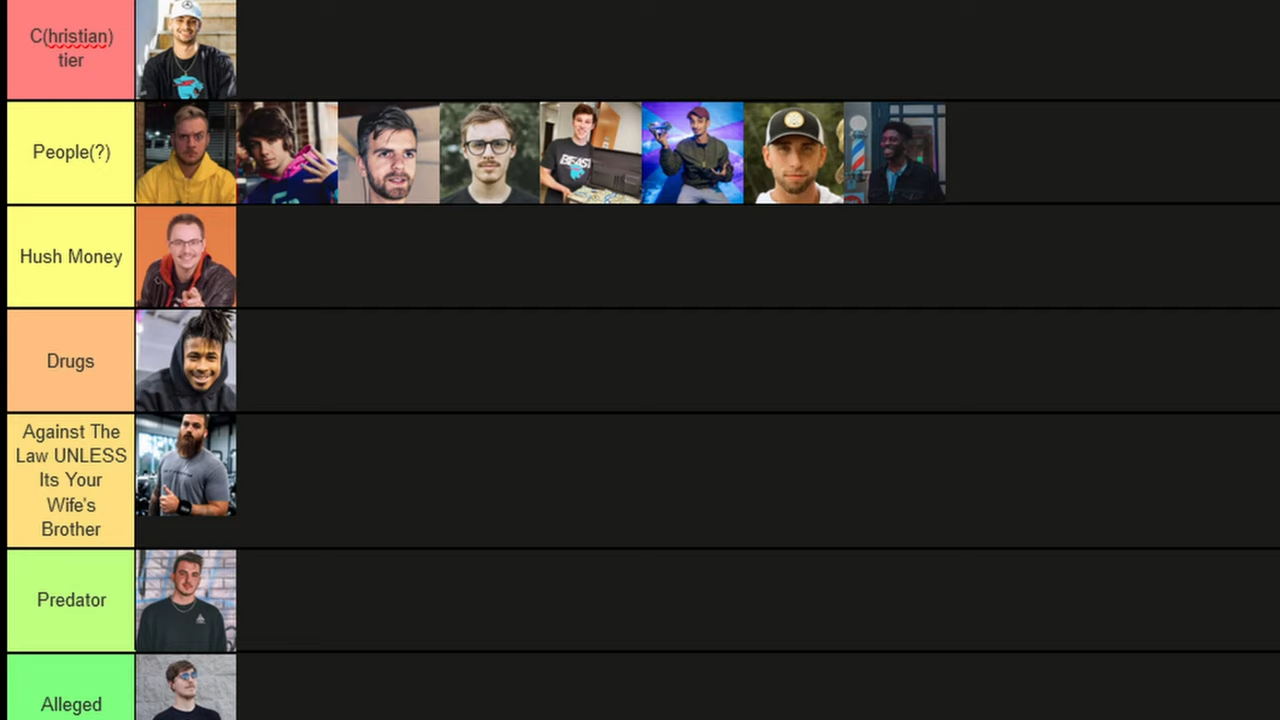 C(hristian)
tier
People(?)
BEAST
Hush Money
Drugs
Against The
Law UNLESS
Its Your
Wife's
Brother
Predator
Alleged